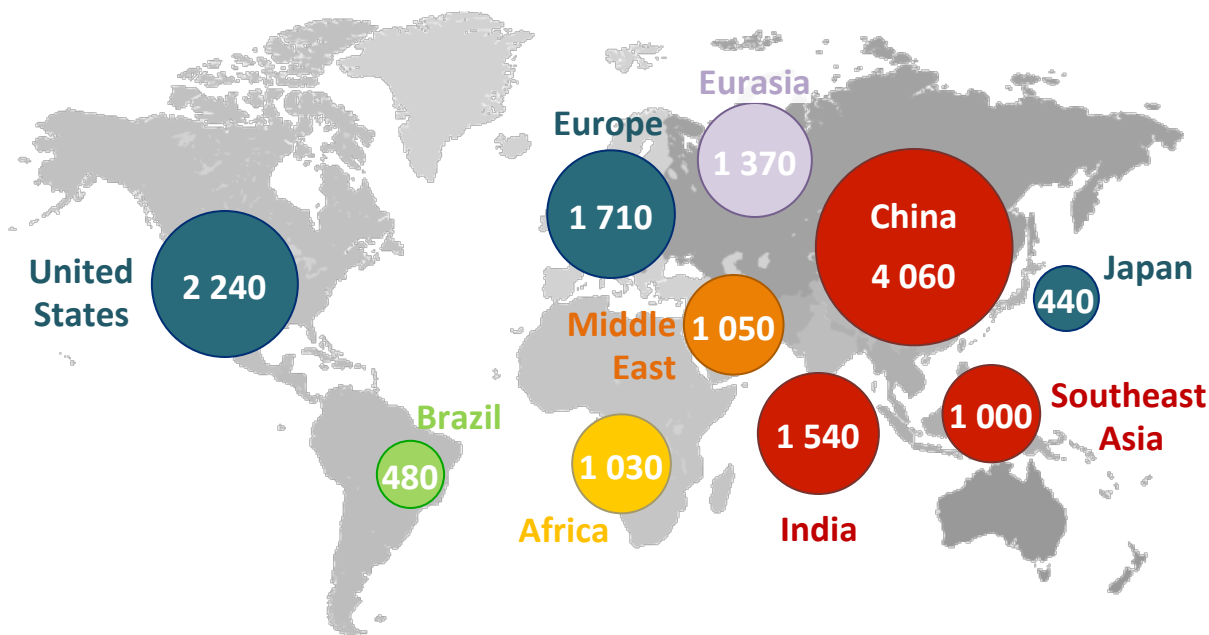 Eurasia
1 370
Europe
1 710
China
4 060
United
States
2 240
Japan
440
Middle
East
1 050
Brazil
480
Africa
1 030
India
1 540
Southeast
Asia
1 000